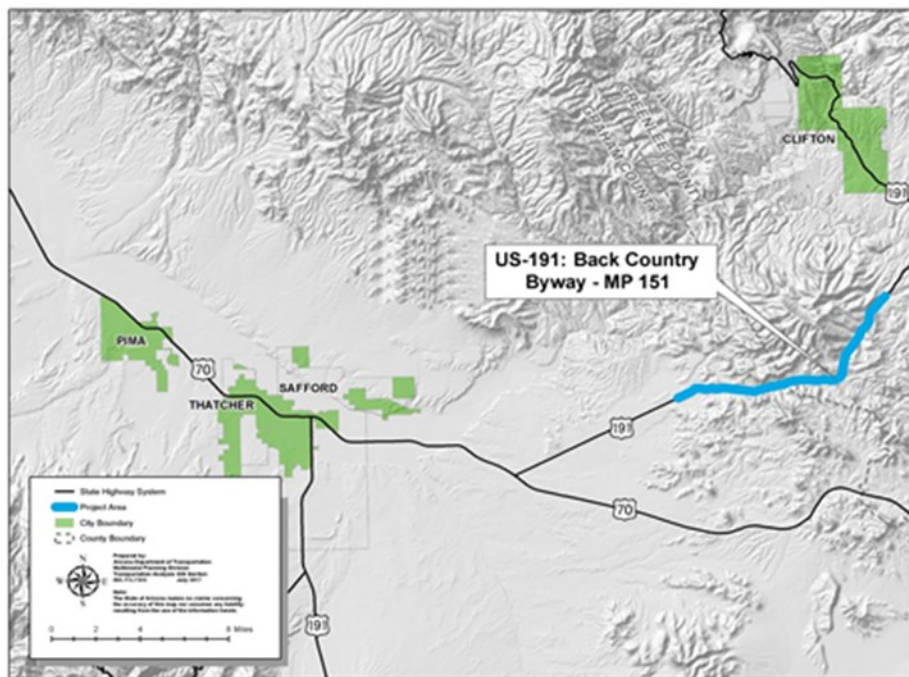 GREENLEE COUNTY
GRAHAM COUNTY
CLIFTON
191
US-191: Back Country
Byway - MP 151
PIMA
70
SAFFORD
THATCHER
191
70
191
State Highway System
Project Area
City Boundary
County Boundary
N
W
E
S
Prepared by:
Arizona Department of Transportation
Multimodal Planning Division
Transportation Analysis GIS Section
July 2017
Note:
The State of Arizona makes no claims concerning
the accuracy of this map nor assumes any liability
resulting from the use of the information herein.
0 2 4 8 Miles